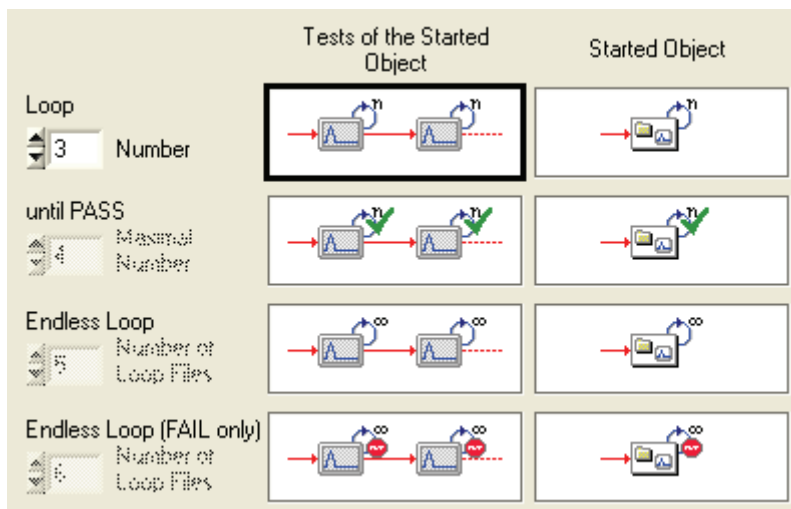 Tests of the Started
Object
Started Object
Loop
3 Number
n n n
until PASS
4 Maximal
Number
n n n
Endless Loop
5 Number of
Loop Files
∞ ∞ ∞
Endless Loop (FAIL only)
6 Number of
Loop Files
∞ ∞ ∞